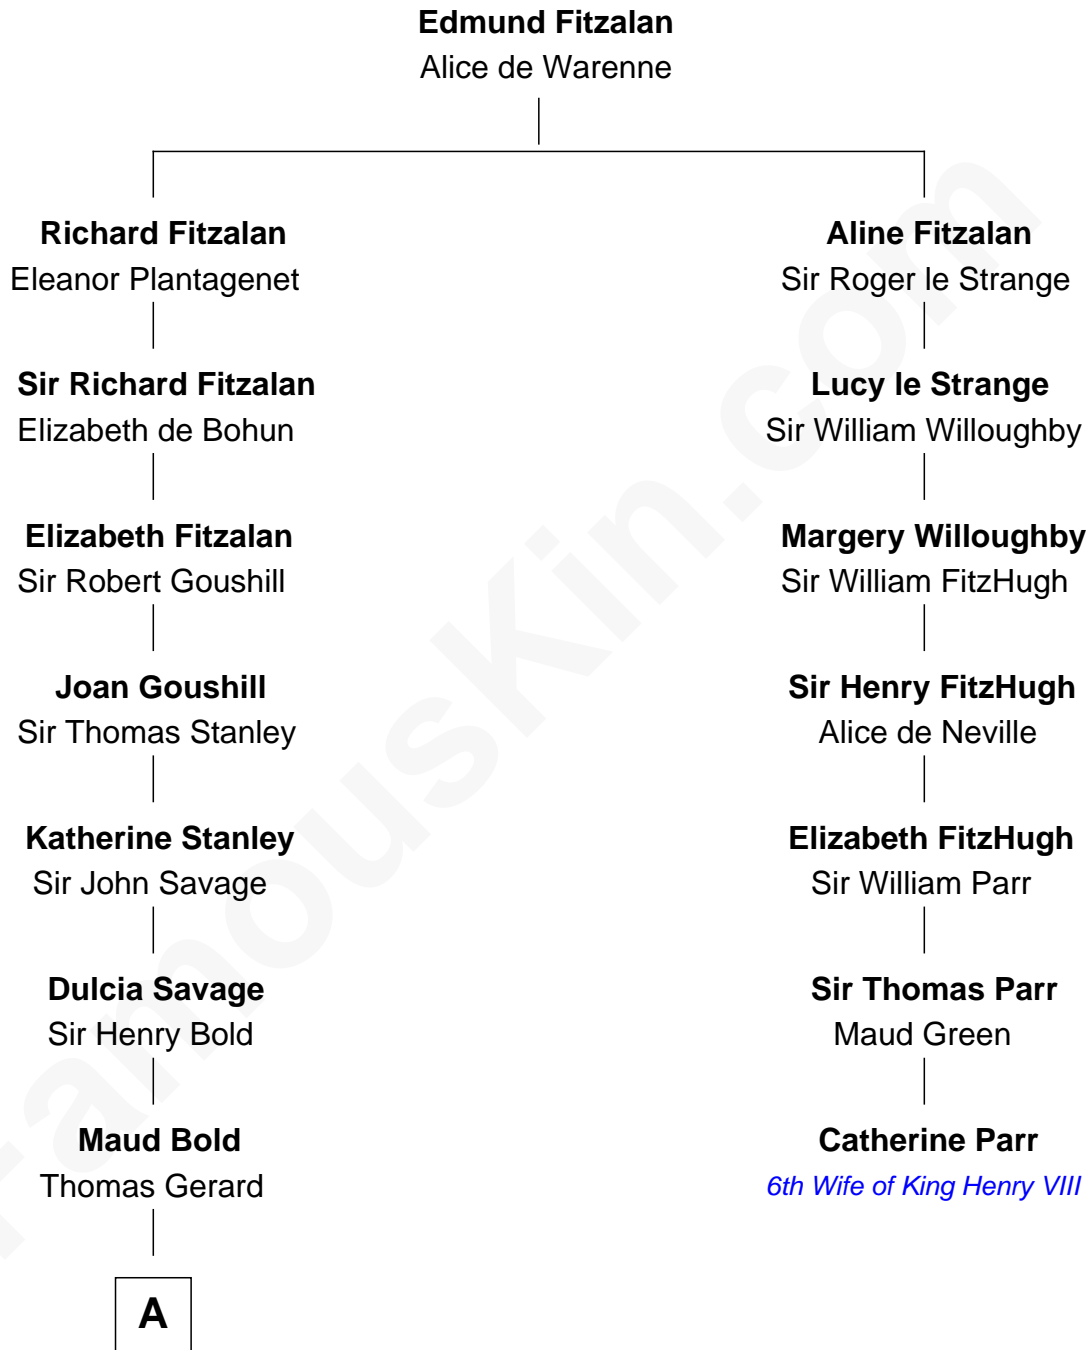 Edmund Fitzalan
Alice de Warenne
Richard Fitzalan
Eleanor Plantagenet
Aline Fitzalan
Sir Roger le Strange
Sir Richard Fitzalan
Elizabeth de Bohun
Lucy le Strange
Sir William Willoughby
Elizabeth Fitzalan
Sir Robert Goushill
Margery Willoughby
Sir William FitzHugh
Joan Goushill
Sir Thomas Stanley
Sir Henry FitzHugh
Alice de Neville
Katherine Stanley
Sir John Savage
Elizabeth FitzHugh
Sir William Parr
Dulcia Savage
Sir Henry Bold
Sir Thomas Parr
Maud Green
Maud Bold
Thomas Gerard
Catherine Parr
6th Wife of King Henry VIII
A
FamousKin.com